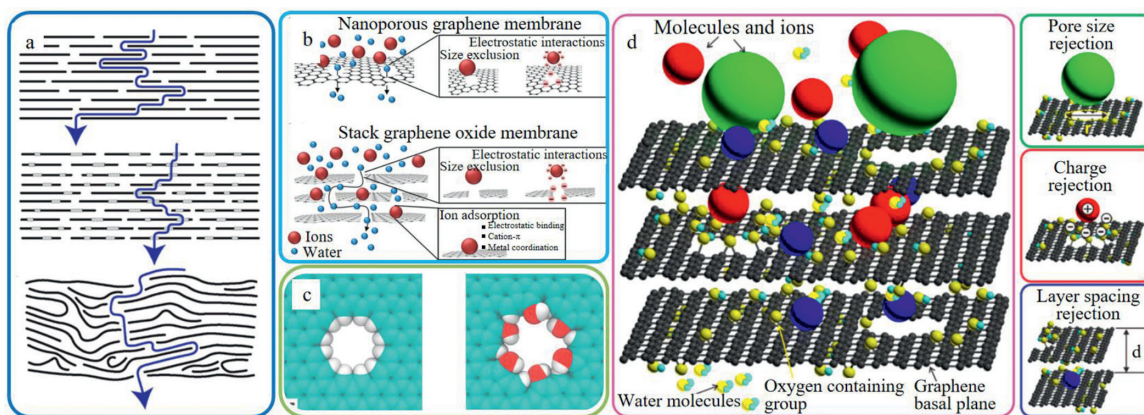 a
b
Nanoporous graphene membrane
Electrostatic interactions
Size exclusion
Stack graphene oxide membrane
Electrostatic interactions
Size exclusion
Ion adsorption
Electrostatic binding
Cation-π
Metal coordination
Ions
Water
c
d
Molecules and ions
Water molecules
Oxygen containing
group
Graphene
basal plane
Pore size
rejection
Charge
rejection
+
Layer spacing
rejection
d